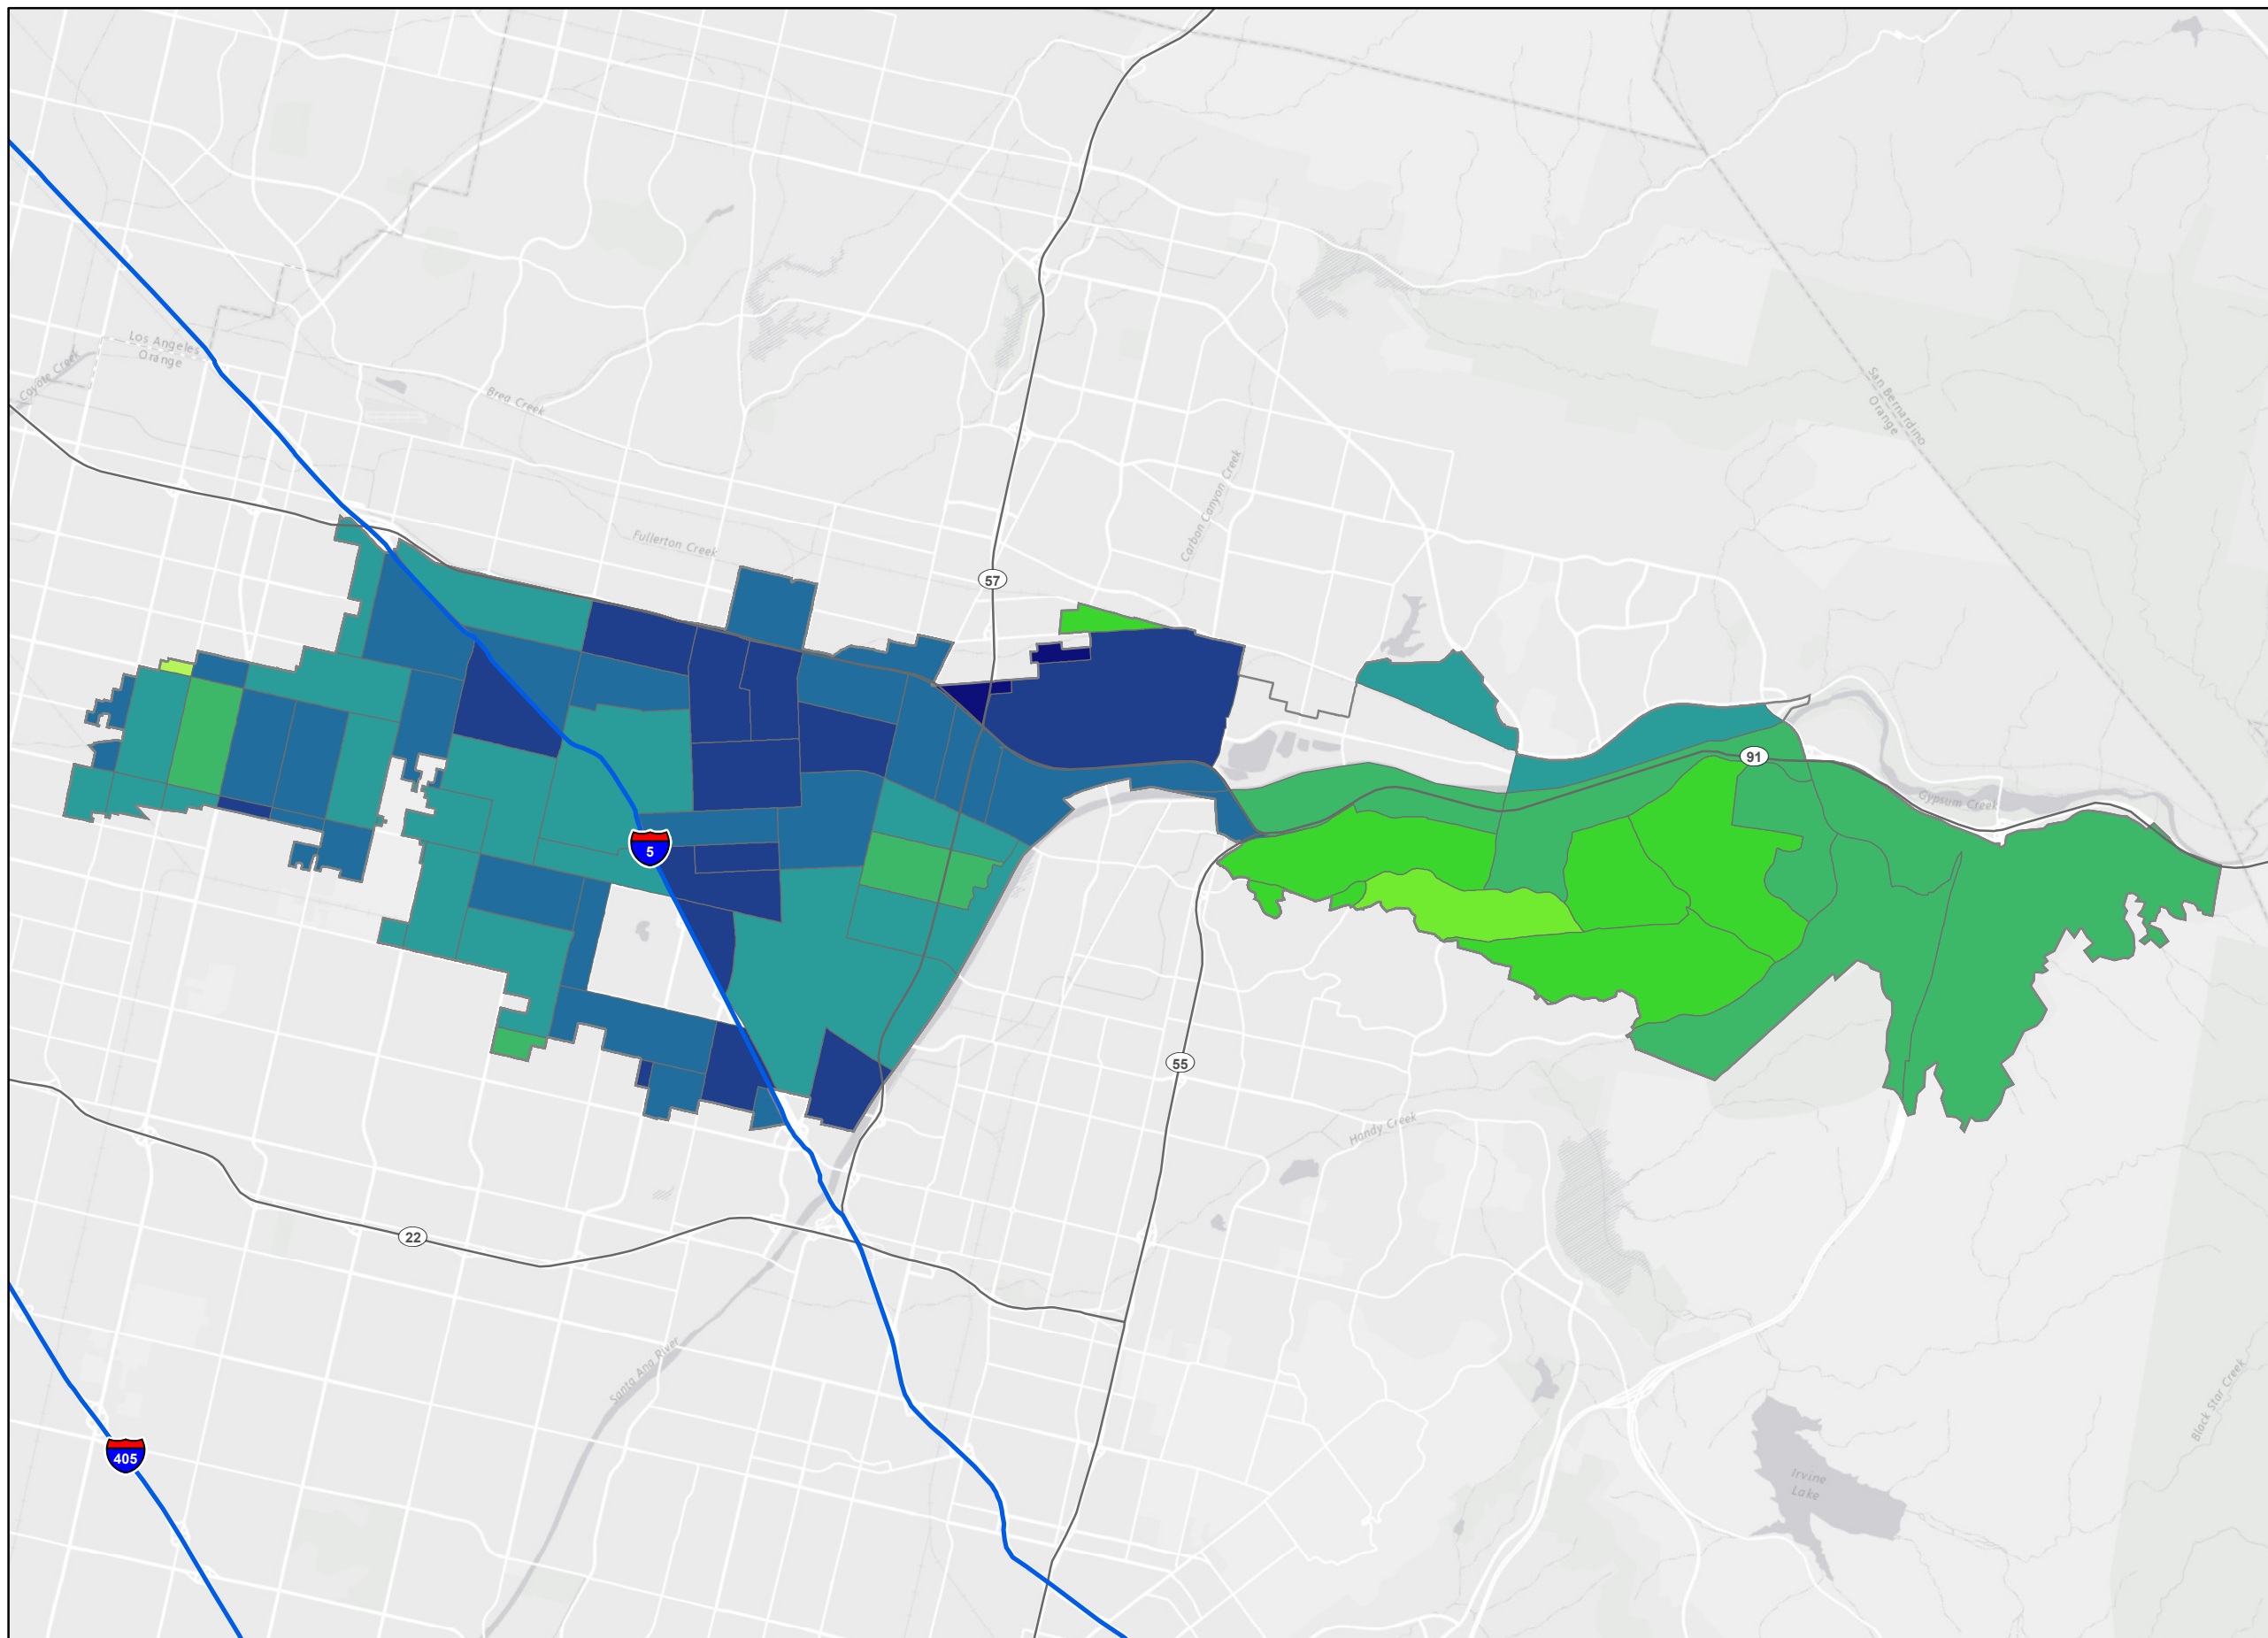 Los Angeles
Orange
Coyote Creek
Brea Creek
San Bernardino
Orange
Carbon Canyon Creek
Fullerton Creek
57
91
Gypsum Creek
5
55
Handy Creek
22
Santa Ana River
Black Star Creek
405
Irvine
Lake